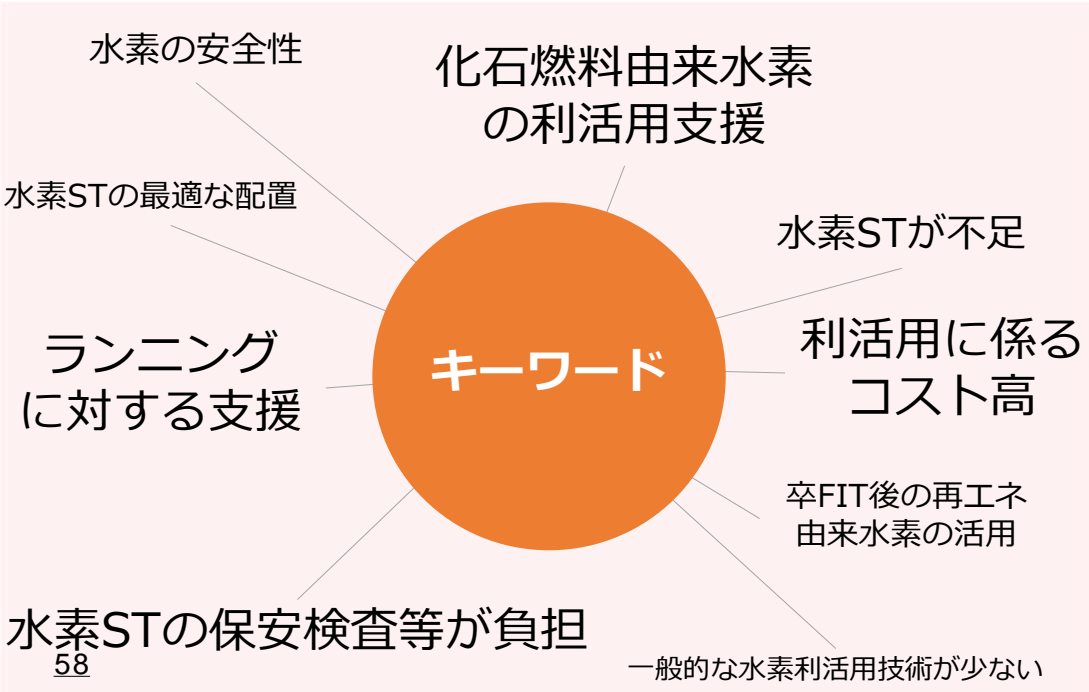 水素の安全性
化石燃料由来水素
の利活用支援
水素STの最適な配置
水素STが不足
ランニング
に対する支援
キーワード
利活用に係る
コスト高
卒FIT後の再エネ
由来水素の活用
水素STの保安検査等が負担
58
一般的な水素利活用技術が少ない